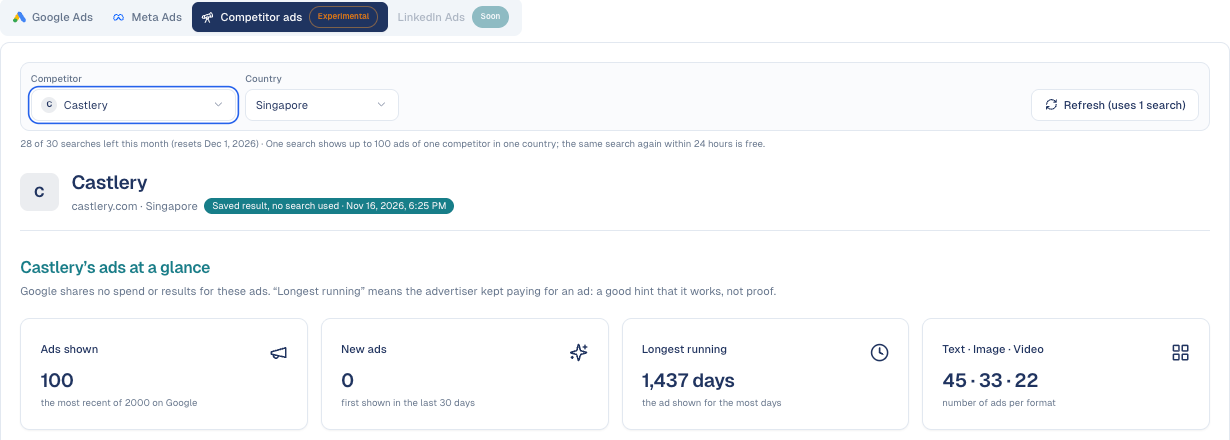 Google Ads
Meta Ads
Competitor ads
Experimental
LinkedIn Ads
Soon
Competitor
Country
C
Castlery
Singapore
Refresh (uses 1 search)
28 of 30 searches left this month (resets Dec 1, 2026) · One search shows up to 100 ads of one competitor in one country; the same search again within 24 hours is free.
C
Castlery
castlery.com · Singapore
Saved result, no search used · Nov 16, 2026, 6:25 PM
Castlery’s ads at a glance
Google shares no spend or results for these ads. “Longest running” means the advertiser kept paying for an ad: a good hint that it works, not proof.
Ads shown
100
the most recent of 2000 on Google
New ads
0
first shown in the last 30 days
Longest running
1,437 days
the ad shown for the most days
Text · Image · Video
45 · 33 · 22
number of ads per format